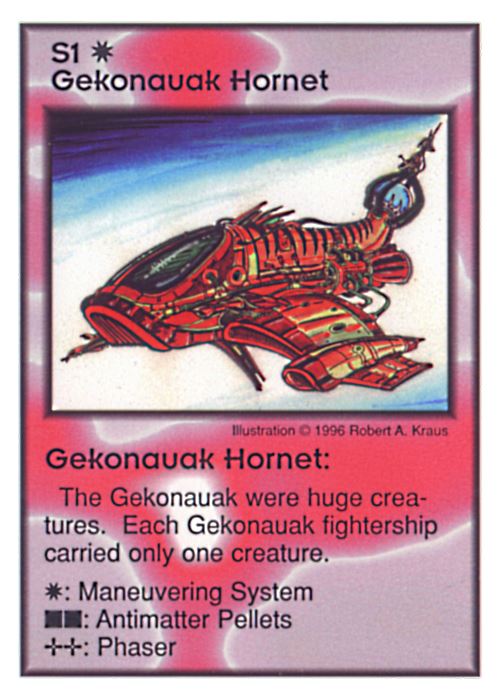 S1 ✷
Gekonauak Hornet
Illustration © 1996 Robert A. Kraus
Gekonauak Hornet:
The Gekonauak were huge crea-
tures. Each Gekonauak fightership
carried only one creature.
✷: Maneuvering System
■■: Antimatter Pellets
✢✢: Phaser